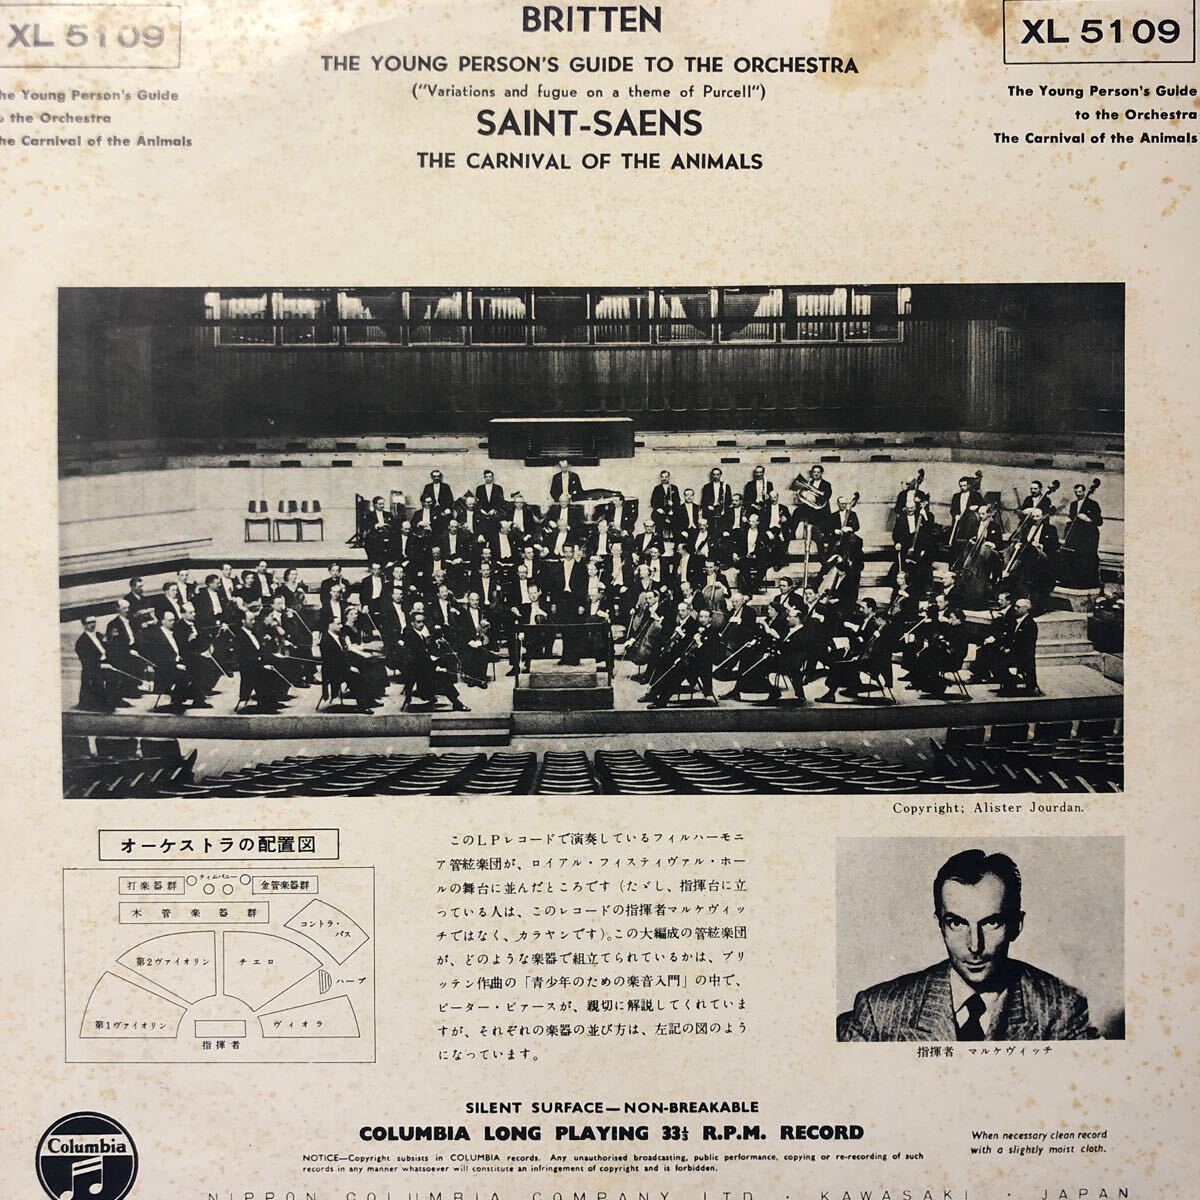 XL 5109
The Young Person's Guide
to the Orchestra
The Carnival of the Animals
BRITTEN
THE YOUNG PERSON'S GUIDE TO THE ORCHESTRA
("Variations and fugue on a theme of Purcell")
SAINT-SAENS
THE CARNIVAL OF THE ANIMALS
XL 5109
The Young Person's Guide
to the Orchestra
The Carnival of the Animals
Copyright; Alister Jourdan.
オーケストラの配置図
打楽器群
ティムパニー
金管楽器群
木管楽器群
コントラ・
バス
第2ヴァイオリン
チェロ
ハープ
第1ヴァイオリン
ヴィオラ
指揮者
このLPレコードで演奏しているフィルハーモニ
ア管絃楽団が、ロイアル・フィスティヴァル・ホー
ルの舞台に並んだところです(たゞし、指揮台に立
っている人は、このレコードの指揮者マルケヴィッ
チではなく、カラヤンです)。この大編成の管絃楽団
が、どのような楽器で組立てられているかは、ブリ
ッテン作曲の「青少年のための楽音入門」の中で、
ピーター・ピァースが、親切に解説してくれていま
すが、それぞれの楽器の並び方は、左記の図のよう
になっています。
指揮者 マルケヴィッチ
SILENT SURFACE—NON-BREAKABLE
COLUMBIA LONG PLAYING 33⅓ R.P.M. RECORD
NOTICE—Copyright subsists in COLUMBIA records. Any unauthorised broadcasting, public performance, copying or re-recording of such
records in any manner whatsoever will constitute an infringement of copyright and is forbidden.
When necessary clean record
with a slightly moist cloth.
Columbia
NIPPON COLUMBIA COMPANY LTD · KAWASAKI · JAPAN